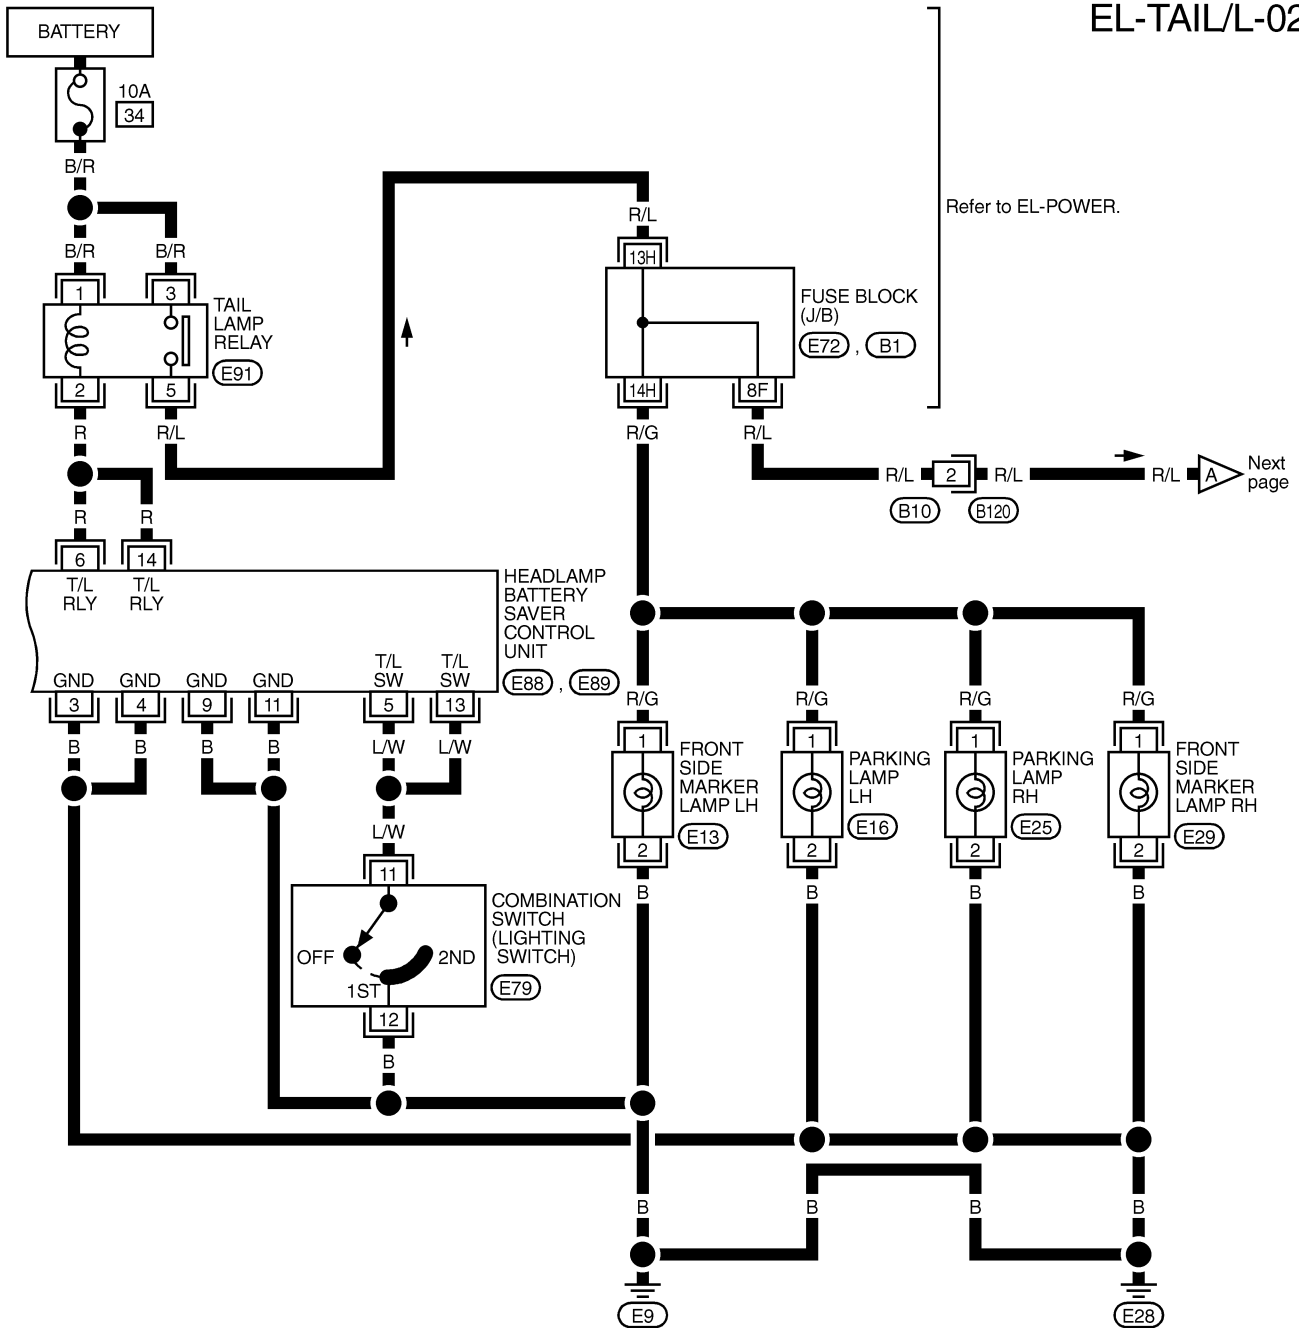 EL-TAIL/L-02
BATTERY
10A
34
B/R
R/L
Refer to EL-POWER.
B/R
B/R
13H
1
3
TAIL
LAMP
RELAY
E91
FUSE BLOCK
(J/B)
E72 , B1
2
5
14H
8F
R
R/L
R/G
R/L
R/L
2
R/L
R/L
A
Next
page
B10
B120
R
R
6
14
T/L
RLY
T/L
RLY
HEADLAMP
BATTERY
SAVER
CONTROL
UNIT
E88 , E89
GND
GND
GND
GND
T/L
SW
T/L
SW
3
4
9
11
5
13
B
B
B
B
L/W
L/W
R/G
R/G
R/G
R/G
1
1
1
1
FRONT
SIDE
MARKER
LAMP LH
E13
PARKING
LAMP
LH
E16
PARKING
LAMP
RH
E25
FRONT
SIDE
MARKER
LAMP RH
E29
2
2
2
2
L/W
11
COMBINATION
SWITCH
(LIGHTING
SWITCH)
E79
OFF
1ST
2ND
12
B
B
B
B
B
B
B
B
B
E9
E28